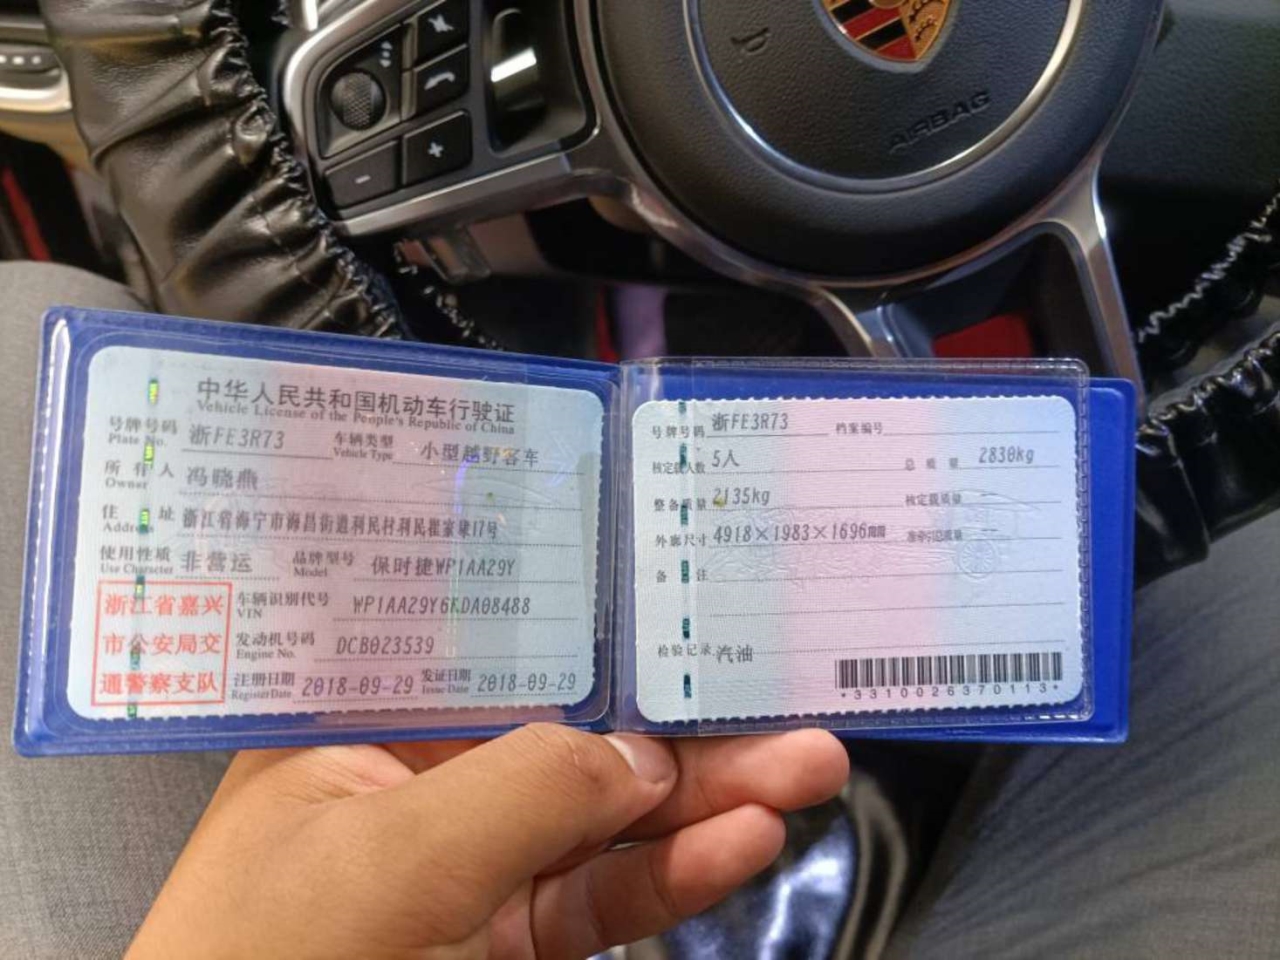 AIRBAG
中华人民共和国机动车行驶证
Vehicle License of the People's Republic of China
号牌号码 浙FE3R73 车辆类型 小型越野客车
Plate No. Vehicle Type
所有人 冯晓燕
Owner
住址 浙江省海宁市海昌街道利民村利民翟家埭17号
Address
使用性质 非营运 品牌型号 保时捷WP1AA29Y
Use Character Model
浙江省嘉兴
市公安局交
通警察支队
车辆识别代号 WP1AA29Y6KDA08488
VIN
发动机号码 DCB023539
Engine No.
注册日期 2018-09-29 发证日期 2018-09-29
Register Date Issue Date
号牌号码 浙FE3R73 档案编号
核定载人数 5人 总质量 2830kg
整备质量 2135kg 核定载质量 --
外廓尺寸 4918×1983×1696mm 准牵引总质量 --
备注
检验记录 汽油
*3310026370113*